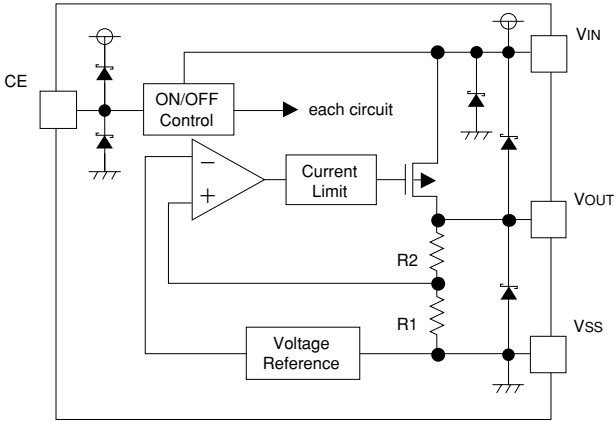 VIN
CE
ON/OFF
Control
each circuit
−
+
Current
Limit
VOUT
R2
R1
Voltage
Reference
VSS